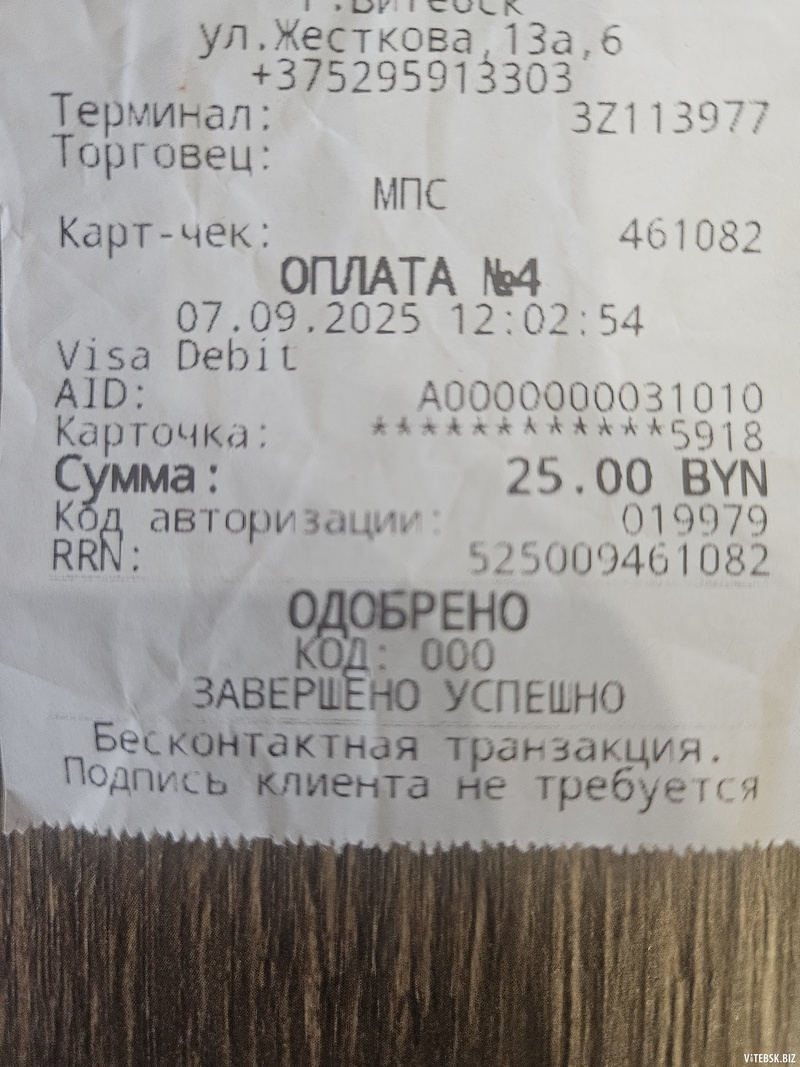 г.Витебск
ул.Жесткова,13а,6
+375295913303
Терминал: 3Z113977
Торговец:
МПС
Карт-чек: 461082
ОПЛАТА №4
07.09.2025 12:02:54
Visa Debit
AID: A0000000031010
Карточка: ************5918
Сумма: 25.00 BYN
Код авторизации: 019979
RRN: 525009461082
ОДОБРЕНО
КОД: 000
ЗАВЕРШЕНО УСПЕШНО
Бесконтактная транзакция.
Подпись клиента не требуется
ViTEBSK.BIZ